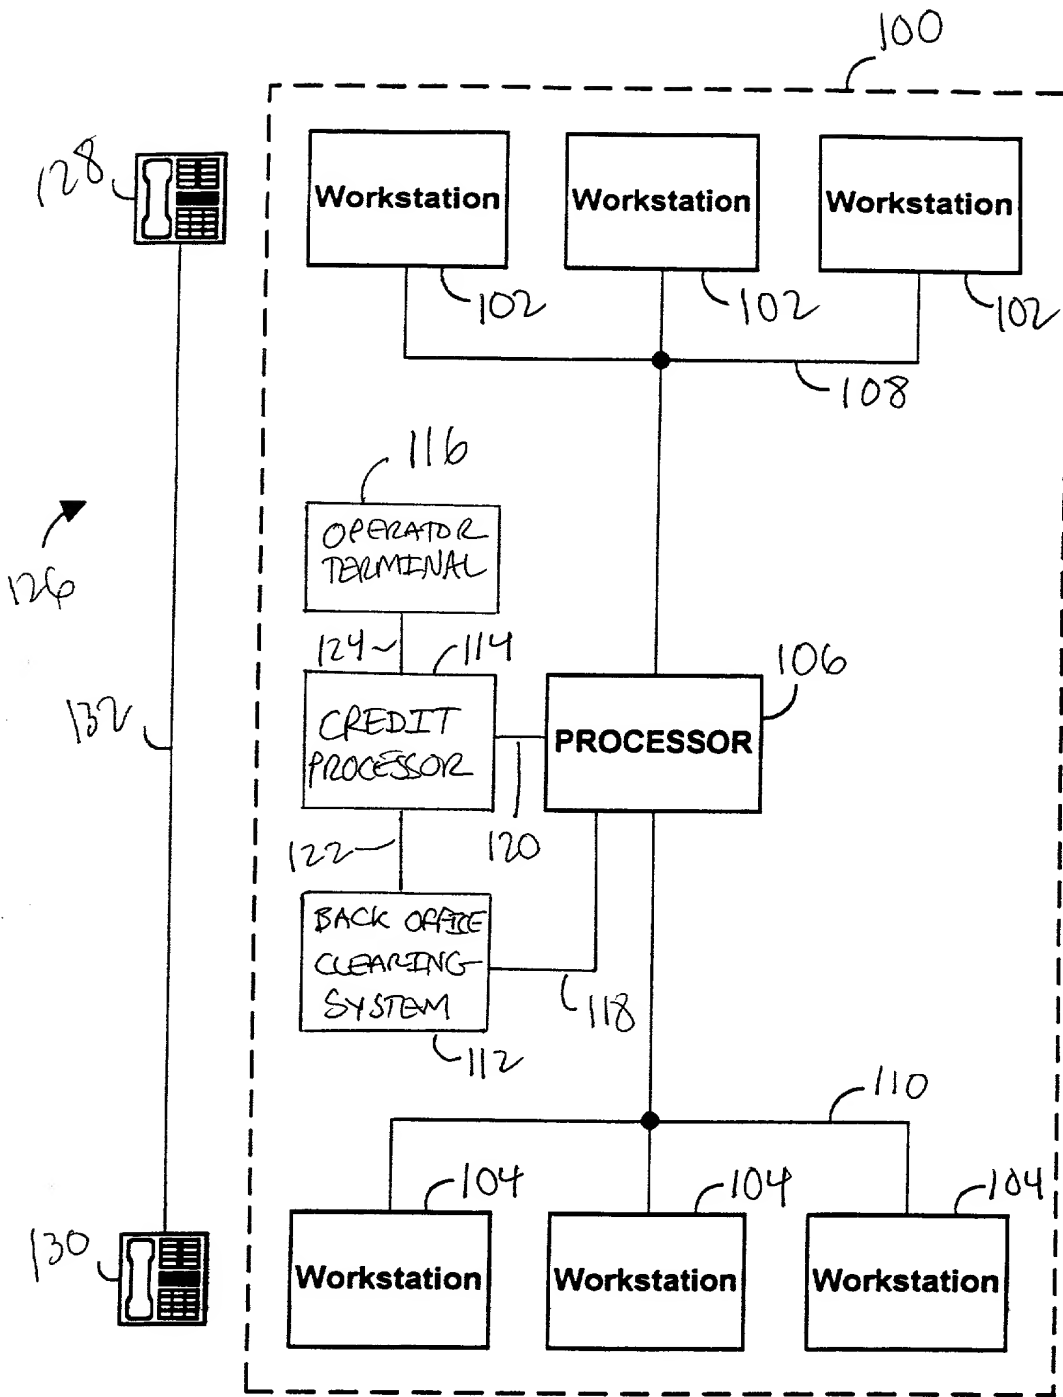 100
128
Workstation Workstation Workstation
102 102 102
108
116
OPERATOR
TERMINAL
126
124 114 106
132
CREDIT
PROCESSOR
PROCESSOR
120
122
BACK OFFICE
CLEARING
SYSTEM
118
112
110
104 104 104
130
Workstation Workstation Workstation